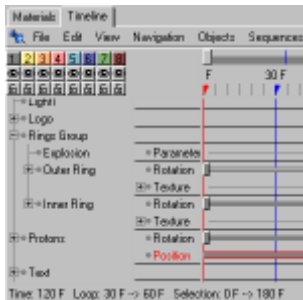 Materials Timeline
File Edit View Navigation Objects Sequences
1 2 3 4 5 6 7 8
F 30 F
Light1
Logo
Rings Group
Explosion Parameter
Outer Ring Rotation
Texture
Inner Ring Rotation
Texture
Protons Rotation
Position
Text
Time: 120 F Loop: 30 F -> 60 F Selection: 0 F -> 180 F